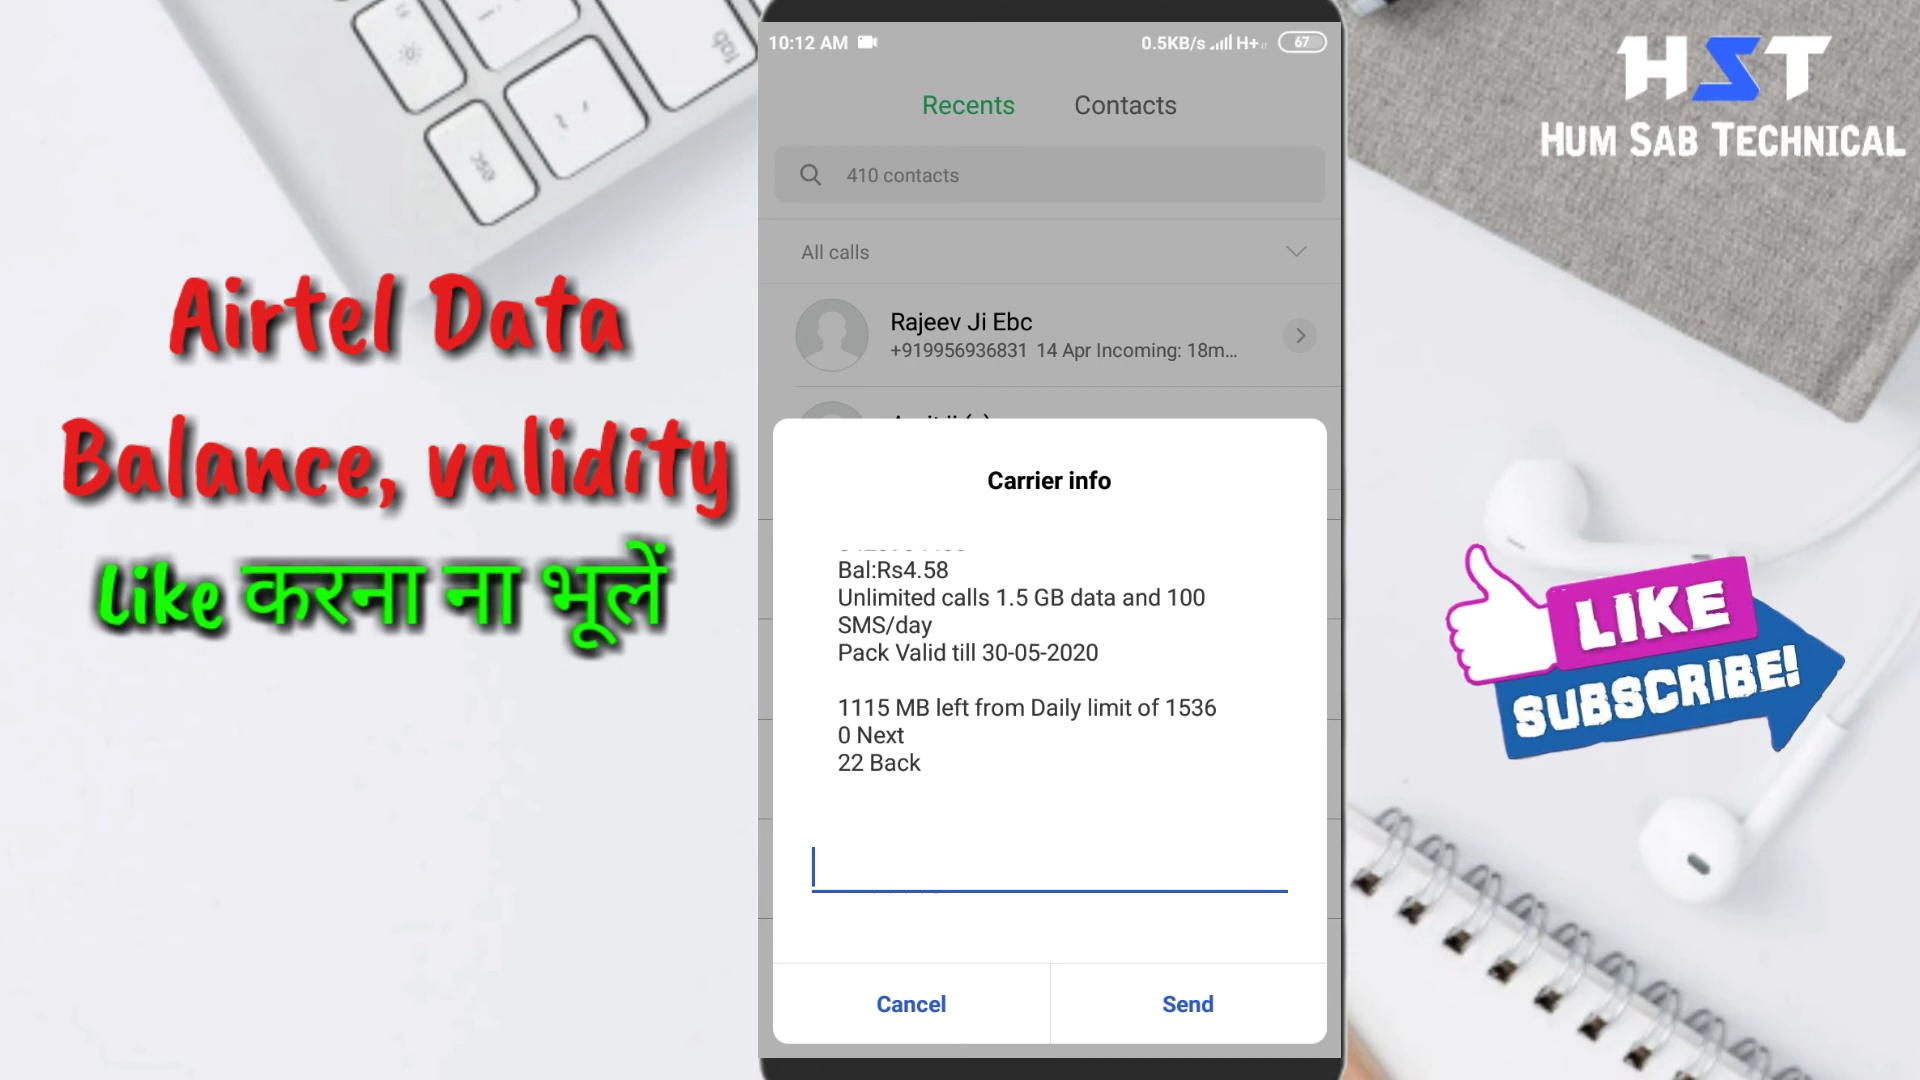 10:12 AM
0.5KB/s H+ 67
Recents Contacts
410 contacts
All calls
Rajeev Ji Ebc
+919956936831 14 Apr Incoming: 18m...
Carrier info
Bal:Rs4.58
Unlimited calls 1.5 GB data and 100
SMS/day
Pack Valid till 30-05-2020
1115 MB left from Daily limit of 1536
0 Next
22 Back
Cancel Send
Airtel Data
Balance, validity
Like करना ना भूलें
HST
HUM SAB TECHNICAL
LIKE
SUBSCRIBE!
esc
tab